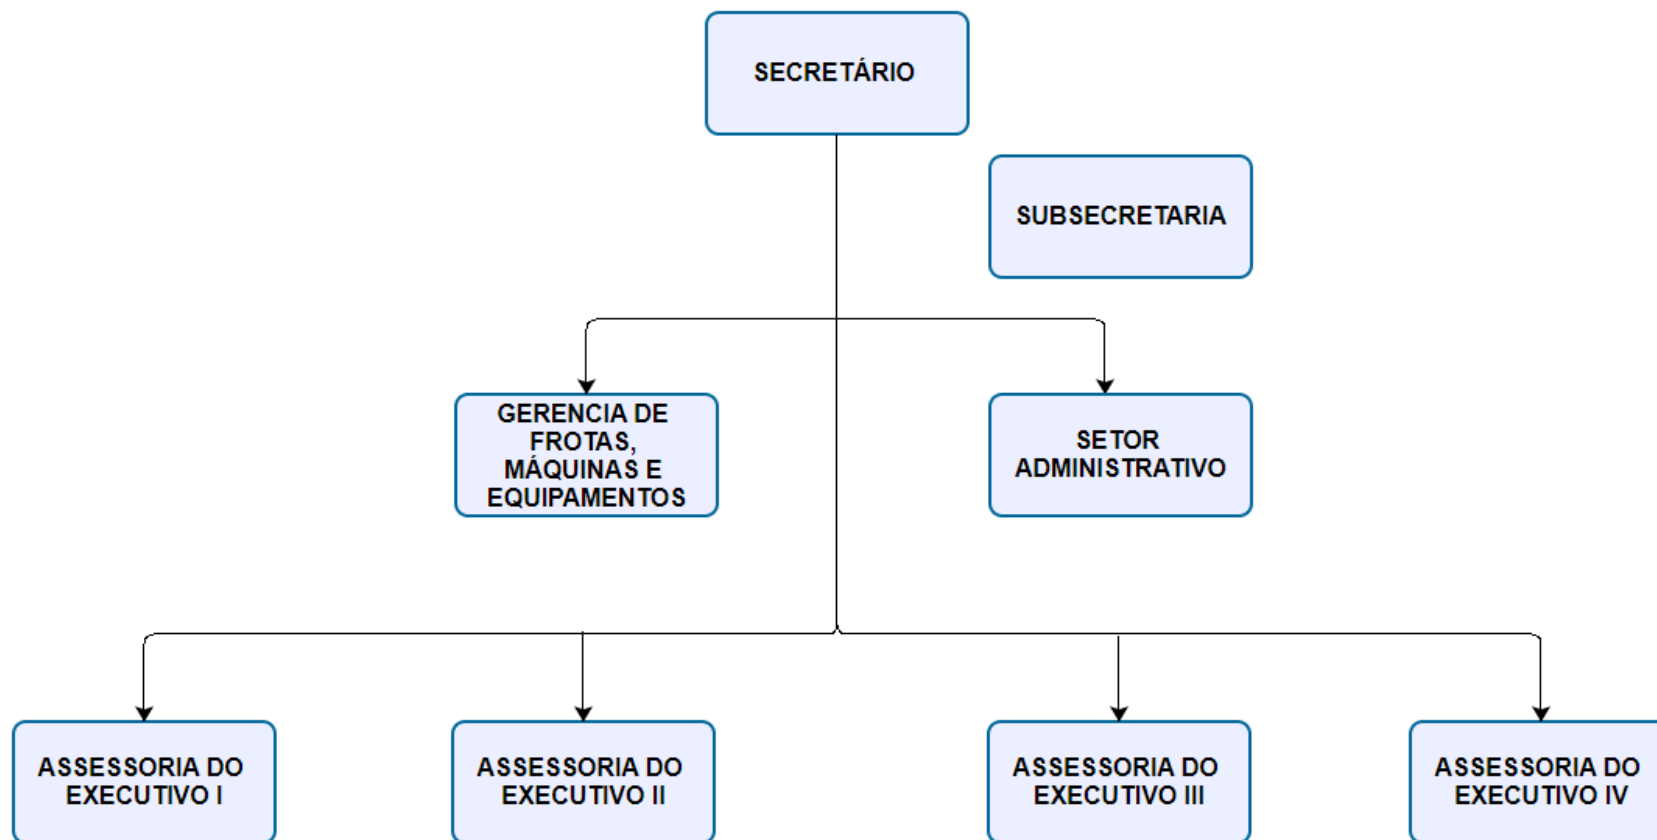 SECRETÁRIO
SUBSECRETARIA
GERENCIA DE
FROTAS,
MÁQUINAS E
EQUIPAMENTOS
SETOR
ADMINISTRATIVO
ASSESSORIA DO
EXECUTIVO I
ASSESSORIA DO
EXECUTIVO II
ASSESSORIA DO
EXECUTIVO III
ASSESSORIA DO
EXECUTIVO IV